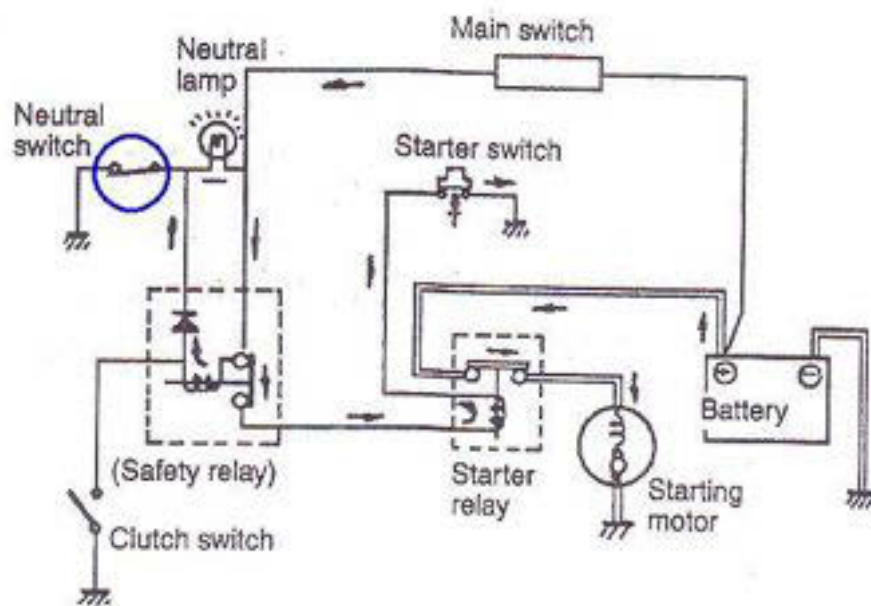 Main switch
Neutral
lamp
Neutral
switch
Starter switch
Battery
(Safety relay)
Starter
relay
Starting
motor
Clutch switch